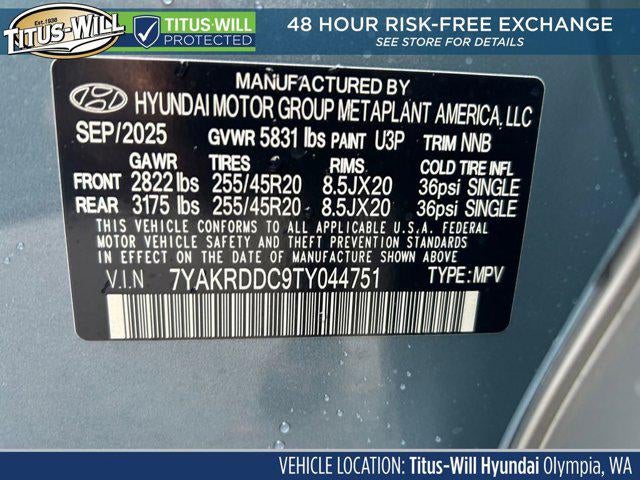 Est. 1938
TITUS-WILL
TITUS-WILL
PROTECTED
48 HOUR RISK-FREE EXCHANGE
SEE STORE FOR DETAILS
MANUFACTURED BY
HYUNDAI MOTOR GROUP METAPLANT AMERICA, LLC
SEP/2025 GVWR 5831 lbs PAINT U3P TRIM NNB
GAWR TIRES RIMS COLD TIRE INFL
FRONT 2822 lbs 255/45R20 8.5JX20 36psi SINGLE
REAR 3175 lbs 255/45R20 8.5JX20 36psi SINGLE
THIS VEHICLE CONFORMS TO ALL APPLICABLE U.S.A. FEDERAL
MOTOR VEHICLE SAFETY AND THEFT PREVENTION STANDARDS
IN EFFECT ON THE DATE OF MANUFACTURE SHOWN ABOVE.
V.I.N 7YAKRDDC9TY044751 TYPE:MPV
VEHICLE LOCATION: Titus-Will Hyundai Olympia, WA